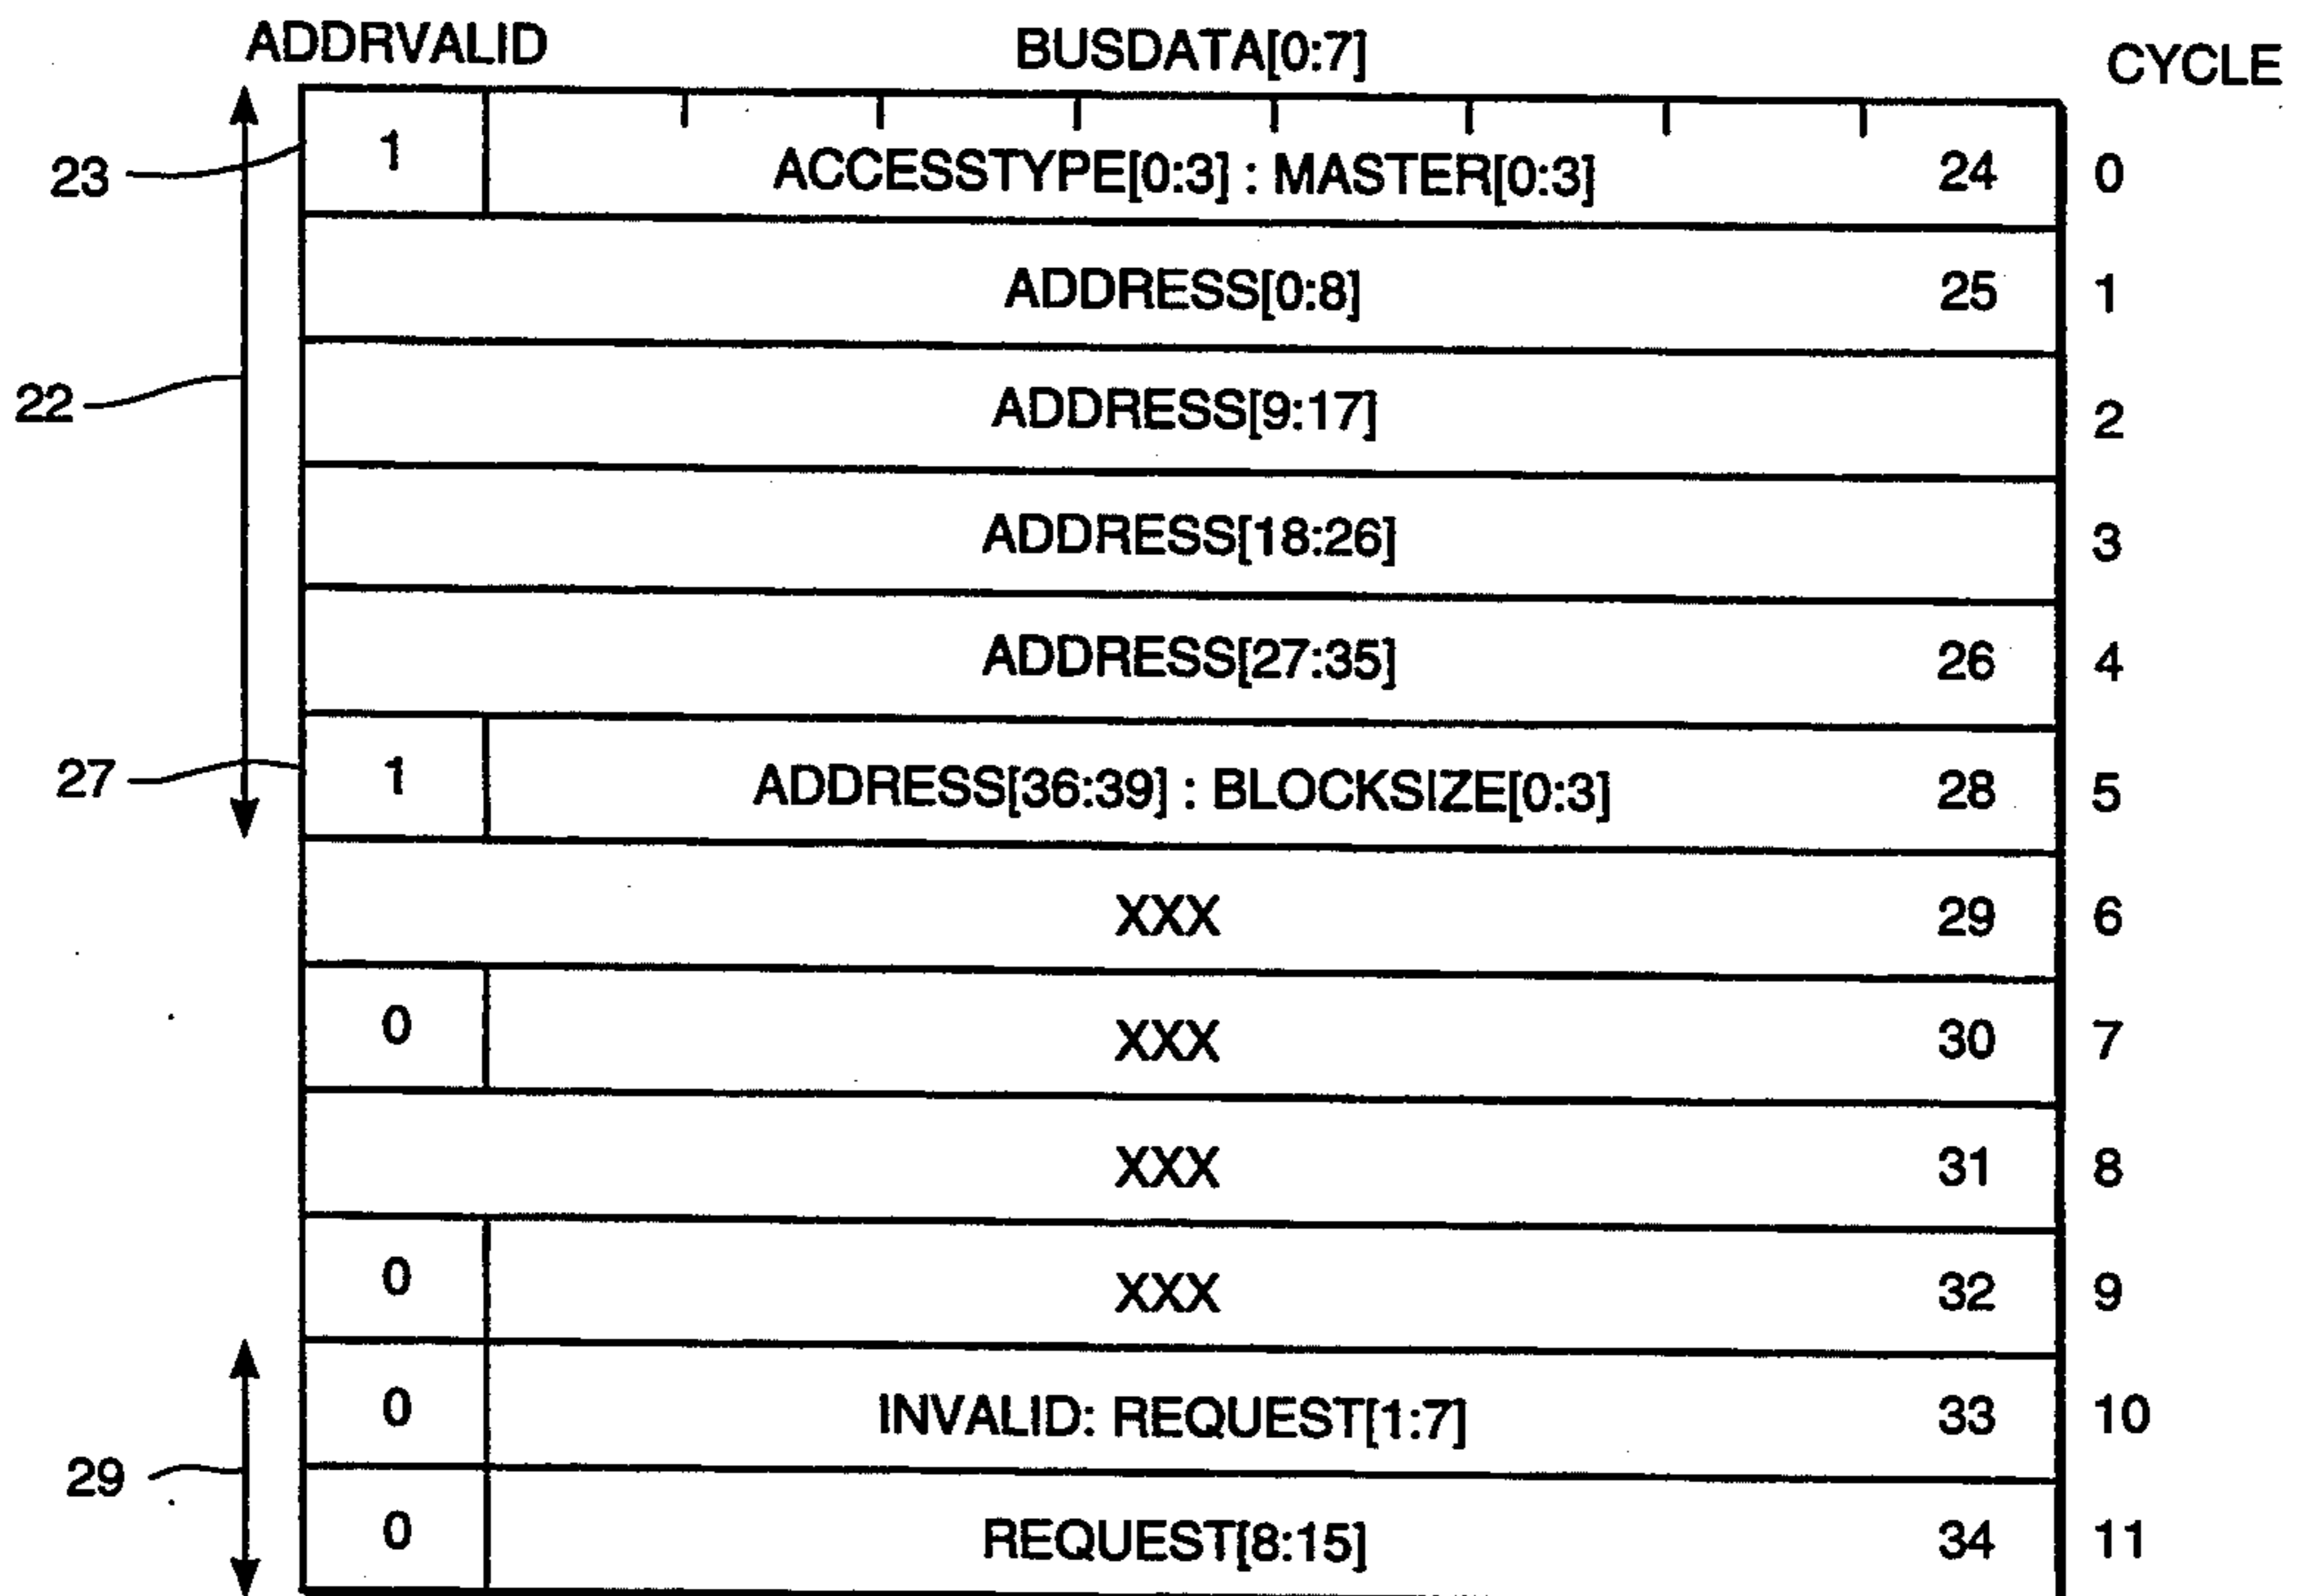 ADDRVALID BUSDATA[0:7] CYCLE
23 1 ACCESSTYPE[0:3] : MASTER[0:3] 24 0
ADDRESS[0:8] 25 1
22 ADDRESS[9:17] 2
ADDRESS[18:26] 3
ADDRESS[27:35] 26 4
27 1 ADDRESS[36:39] : BLOCKSIZE[0:3] 28 5
XXX 29 6
0 XXX 30 7
XXX 31 8
0 XXX 32 9
0 INVALID: REQUEST[1:7] 33 10
29
0 REQUEST[8:15] 34 11